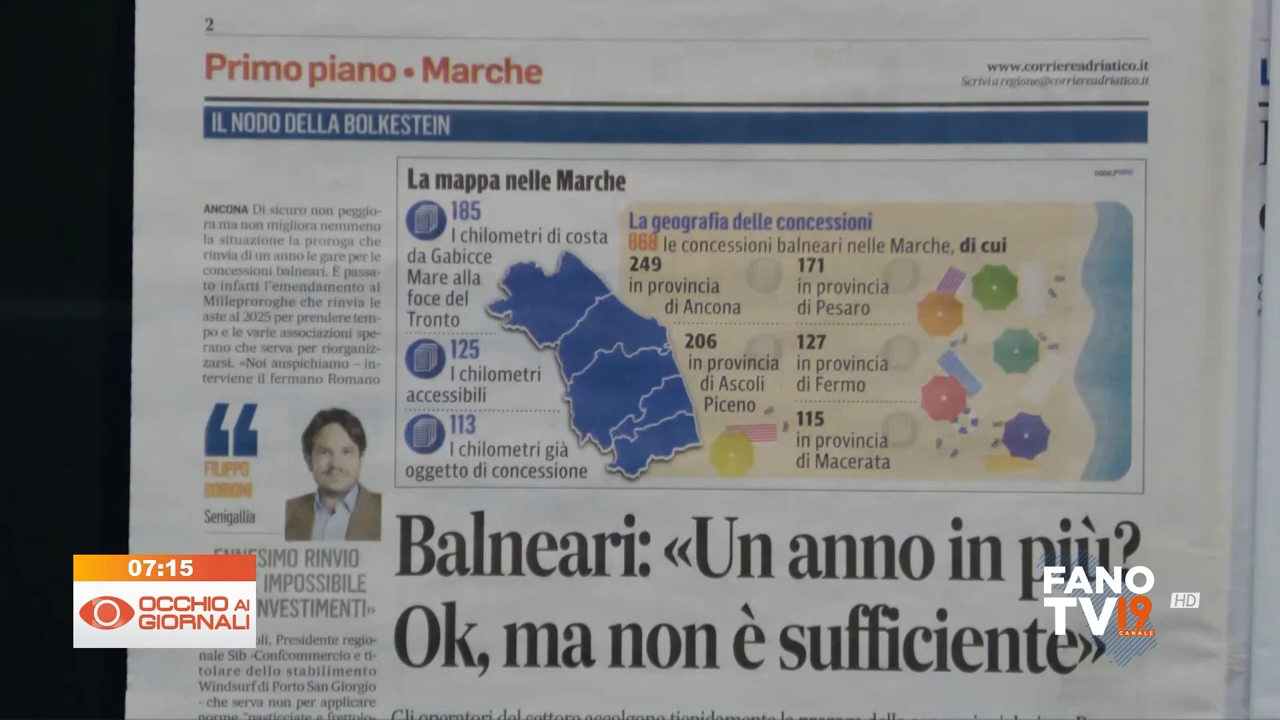 2
Primo piano • Marche
www.corriereadriatico.it
Scrivi a regione@corriereadriatico.it
IL NODO DELLA BOLKESTEIN
ANCONA Di sicuro non peggio-
ra ma non migliora nemmeno
la situazione la proroga che
rinvia di un anno le gare per le
concessioni balneari. È passa-
to infatti l'emendamento al
Milleproroghe che rinvia le
aste al 2025 per prendere tem-
po e le varie associazioni spe-
rano che serva per riorganiz-
zarsi. «Noi auspichiamo - in-
terviene il fermano Romano
FILIPPO
Senigallia
ENNESIMO RINVIO
IMPOSSIBILE
NVESTIMENTI»
oli, Presidente regio-
nale Sib -Confcommercio e ti-
tolare dello stabilimento
Windsurf di Porto San Giorgio
- che serva non per applicare
norme "pasticciate e frettolo-
La mappa nelle Marche
185
I chilometri di costa
da Gabicce
Mare alla
foce del
Tronto
125
I chilometri
accessibili
113
I chilometri già
oggetto di concessione
La geografia delle concessioni
868 le concessioni balneari nelle Marche, di cui
249
in provincia
di Ancona
171
in provincia
di Pesaro
206
in provincia
di Ascoli
Piceno
127
in provincia
di Fermo
115
in provincia
di Macerata
Balneari: «Un anno in più?
Ok, ma non è sufficiente»
07:15
OCCHIO AI
GIORNALI
FANO
TV19
CANALE
HD